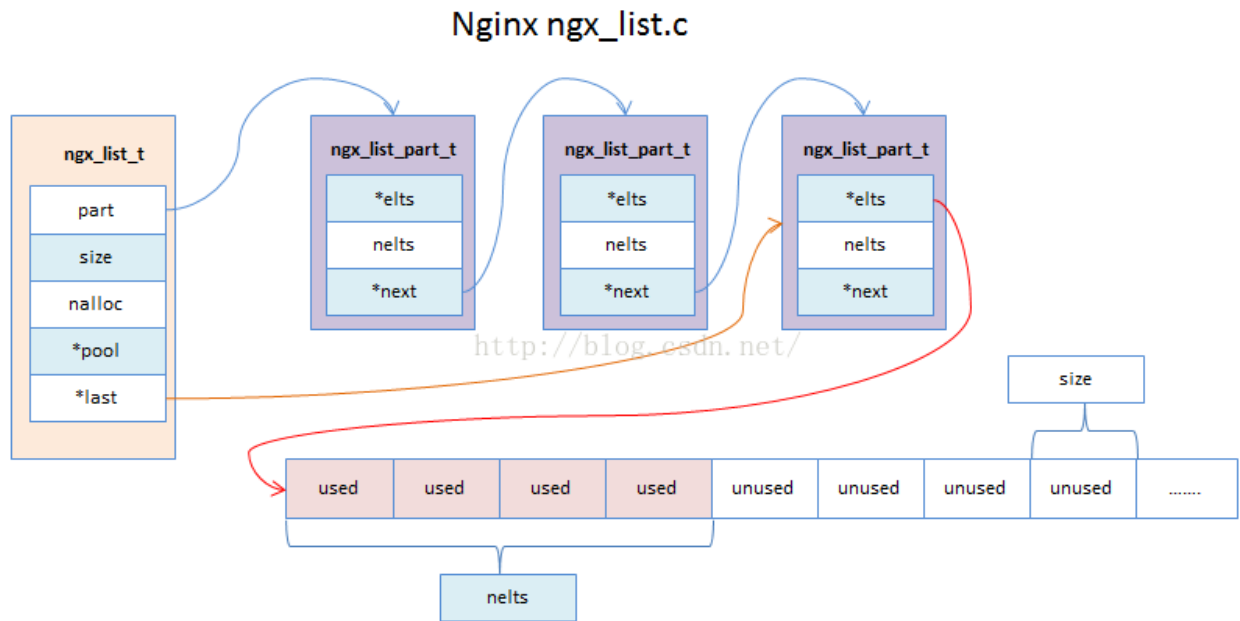 Nginx ngx_list.c
ngx_list_t
part
size
nalloc
*pool
*last
ngx_list_part_t
*elts
nelts
*next
ngx_list_part_t
*elts
nelts
*next
ngx_list_part_t
*elts
nelts
*next
http://blog.csdn.net/
size
used used used used unused unused unused unused .......
nelts